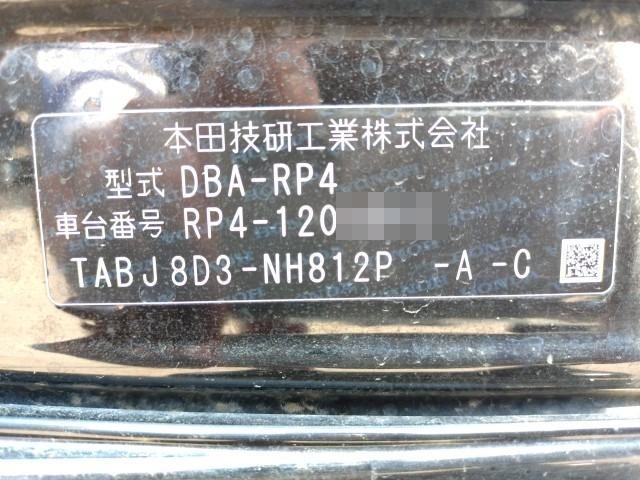 本田技研工業株式会社
型式 DBA-RP4
車台番号 RP4-120
TABJ8D3-NH812P -A -C